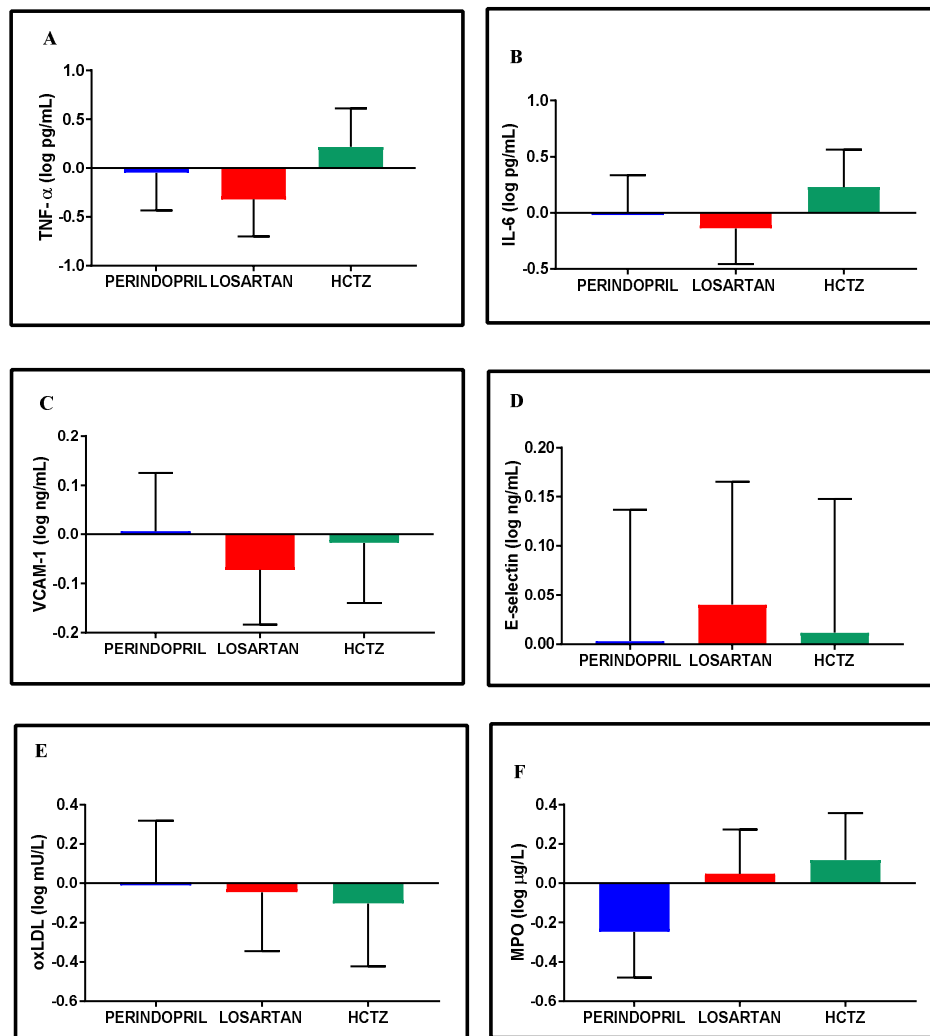 A
TNF- α (log pg/mL)
1.0
0.5
0.0
-0.5
-1.0
PERINDOPRIL LOSARTAN HCTZ
B
IL-6 (log pg/mL)
1.0
0.5
0.0
-0.5
PERINDOPRIL LOSARTAN HCTZ
C
VCAM-1 (log ng/mL)
0.2
0.1
0.0
-0.1
-0.2
PERINDOPRIL LOSARTAN HCTZ
D
E-selectin (log ng/mL)
0.20
0.15
0.10
0.05
0.00
PERINDOPRIL LOSARTAN HCTZ
E
oxLDL (log mU/L)
0.4
0.2
0.0
-0.2
-0.4
-0.6
PERINDOPRIL LOSARTAN HCTZ
F
MPO (log µg/L)
0.4
0.2
0.0
-0.2
-0.4
-0.6
PERINDOPRIL LOSARTAN HCTZ